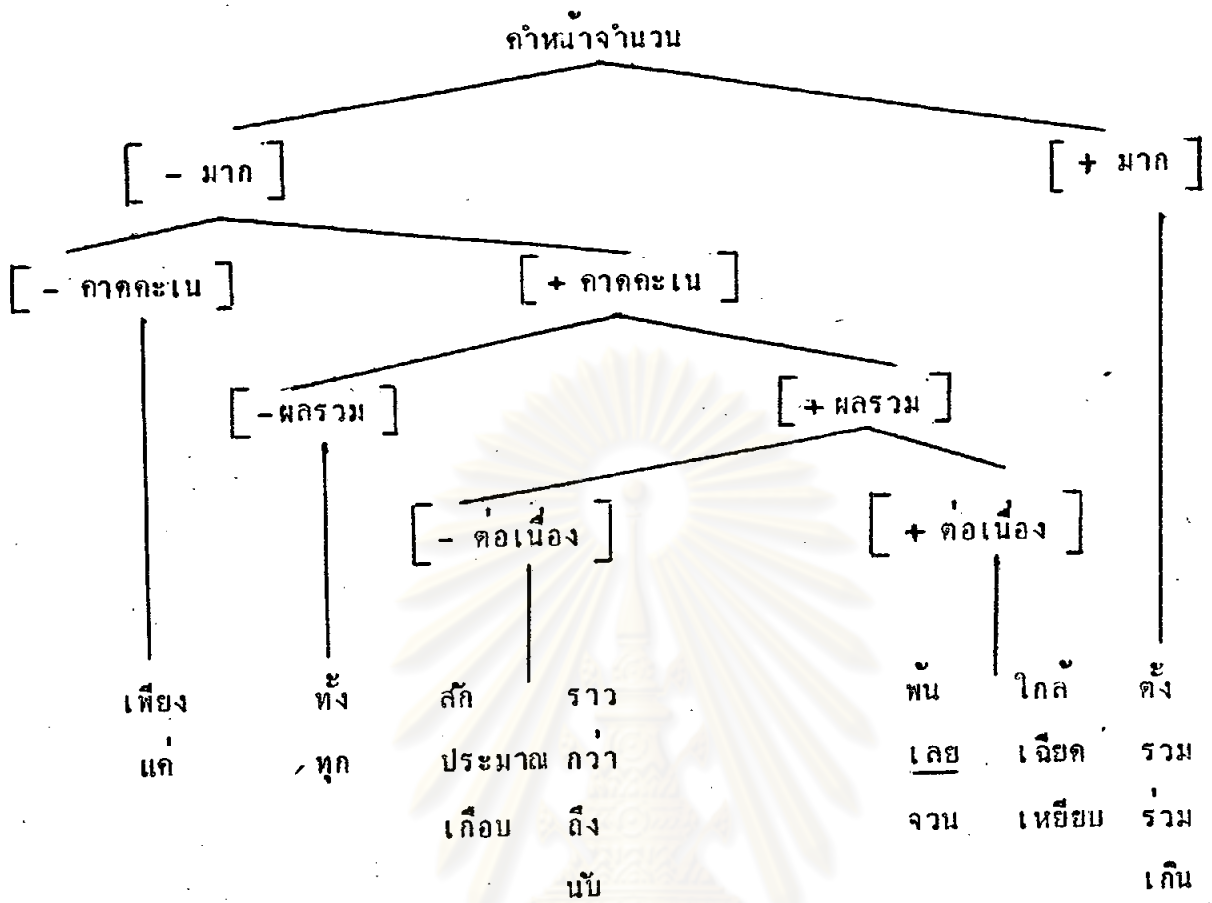 คำหน้าจำนวน
[ - มาก ] [ + มาก ]
[ - คาดคะเน ] [ + คาดคะเน ]
[ - ผลรวม ] [ + ผลรวม ]
[ - ต่อเนื่อง ] [ + ต่อเนื่อง ]
เพียง ทั้ง สัก ราว พ้น ใกล้ ตั้ง
แค่ ทุก ประมาณ กว่า เลย เฉียด รวม
เกือบ ถึง จวน เหยียบ ร่วม
นับ เกิน